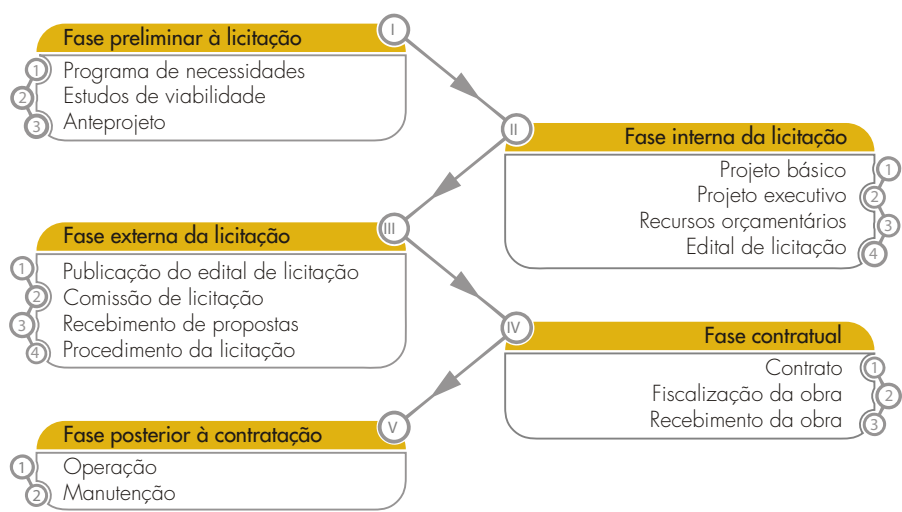 I
Fase preliminar à licitação
1 Programa de necessidades
2 Estudos de viabilidade
3 Anteprojeto
II
Fase interna da licitação
Projeto básico 1
Projeto executivo 2
Recursos orçamentários 3
Edital de licitação 4
III
Fase externa da licitação
1 Publicação do edital de licitação
2 Comissão de licitação
3 Recebimento de propostas
4 Procedimento da licitação
IV
Fase contratual
Contrato 1
Fiscalização da obra 2
Recebimento da obra 3
V
Fase posterior à contratação
1 Operação
2 Manutenção